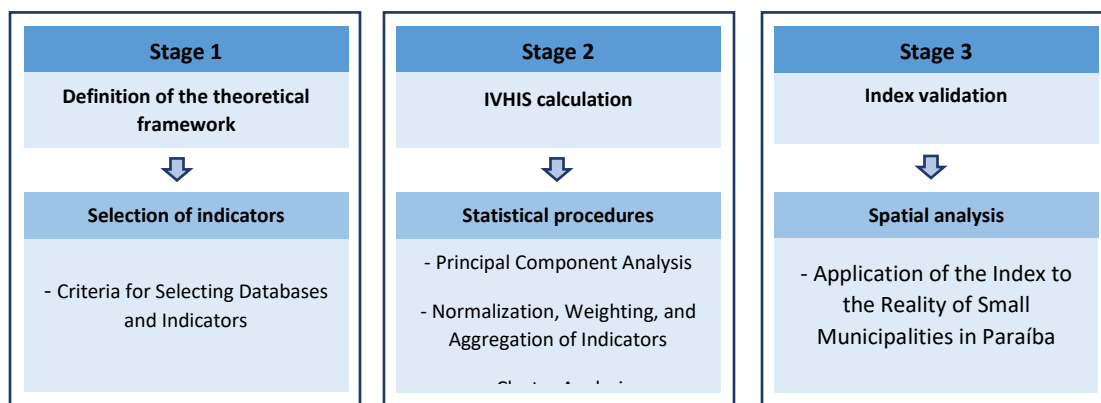 Stage 1
Definition of the theoretical
framework
Selection of indicators
- Criteria for Selecting Databases
and Indicators
Stage 2
IVHIS calculation
Statistical procedures
- Principal Component Analysis
- Normalization, Weighting, and
Aggregation of Indicators
Stage 3
Index validation
Spatial analysis
- Application of the Index to
the Reality of Small
Municipalities in Paraíba